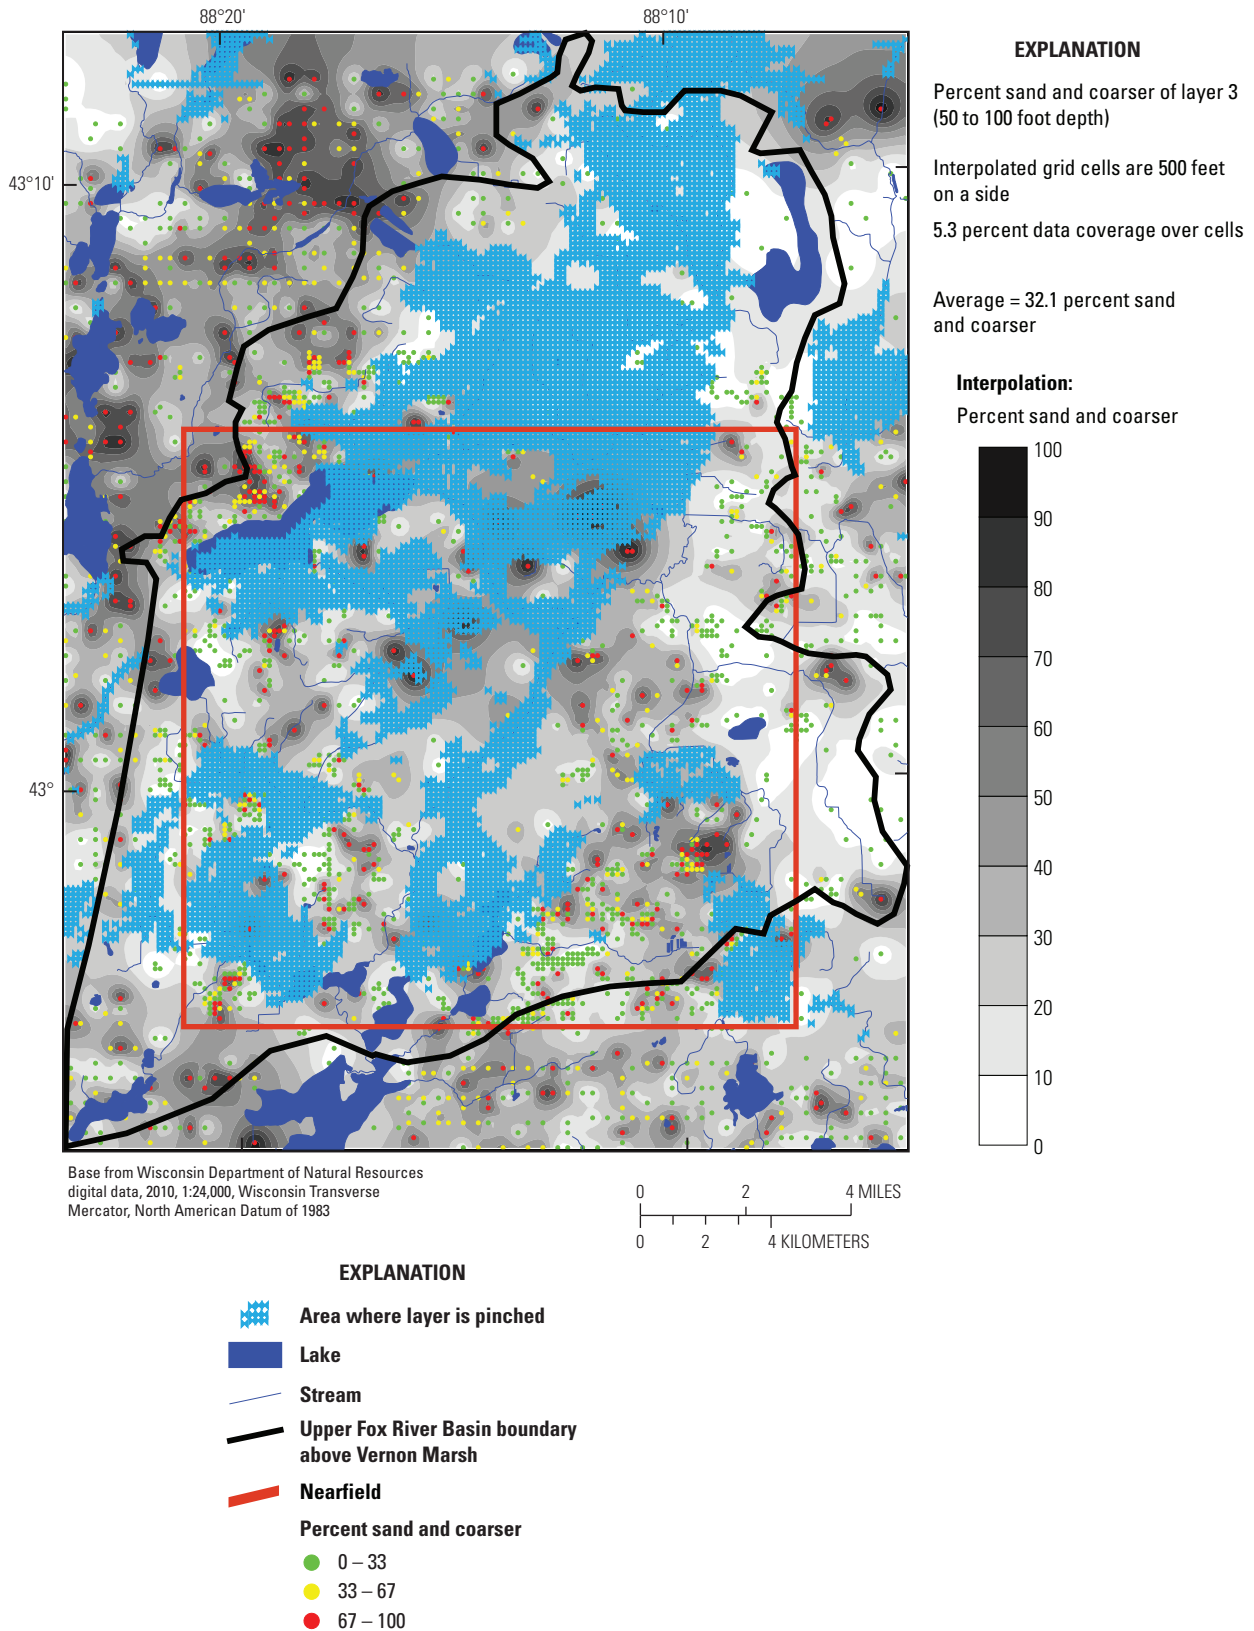 88°20'
88°10'
43°10'
43°
EXPLANATION
Percent sand and coarser of layer 3
(50 to 100 foot depth)
Interpolated grid cells are 500 feet
on a side
5.3 percent data coverage over cells
Average = 32.1 percent sand
and coarser
Interpolation:
Percent sand and coarser
100
90
80
70
60
50
40
30
20
10
0
Base from Wisconsin Department of Natural Resources
digital data, 2010, 1:24,000, Wisconsin Transverse
Mercator, North American Datum of 1983
0 2 4 MILES
0 2 4 KILOMETERS
EXPLANATION
Area where layer is pinched
Lake
Stream
Upper Fox River Basin boundary
above Vernon Marsh
Nearfield
Percent sand and coarser
0 – 33
33 – 67
67 – 100